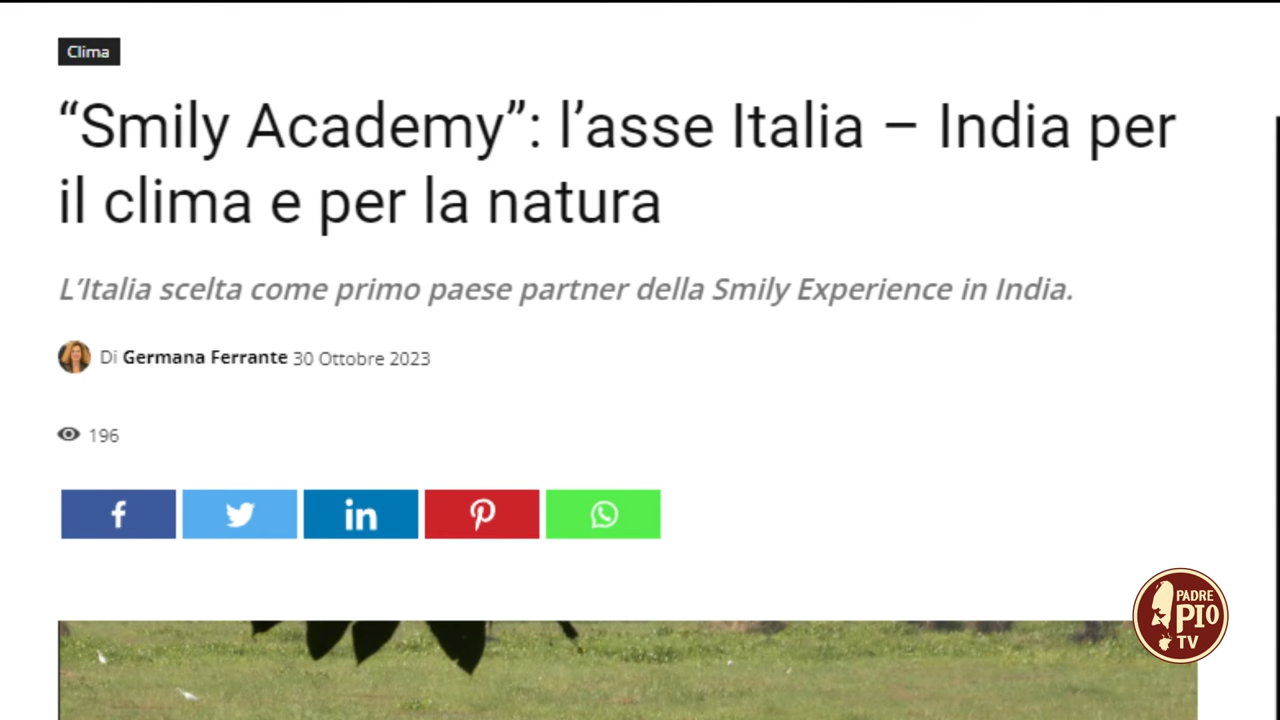 Clima
“Smily Academy”: l’asse Italia – India per
il clima e per la natura
L’Italia scelta come primo paese partner della Smily Experience in India.
Di Germana Ferrante 30 Ottobre 2023
196
PADRE
PIO
TV